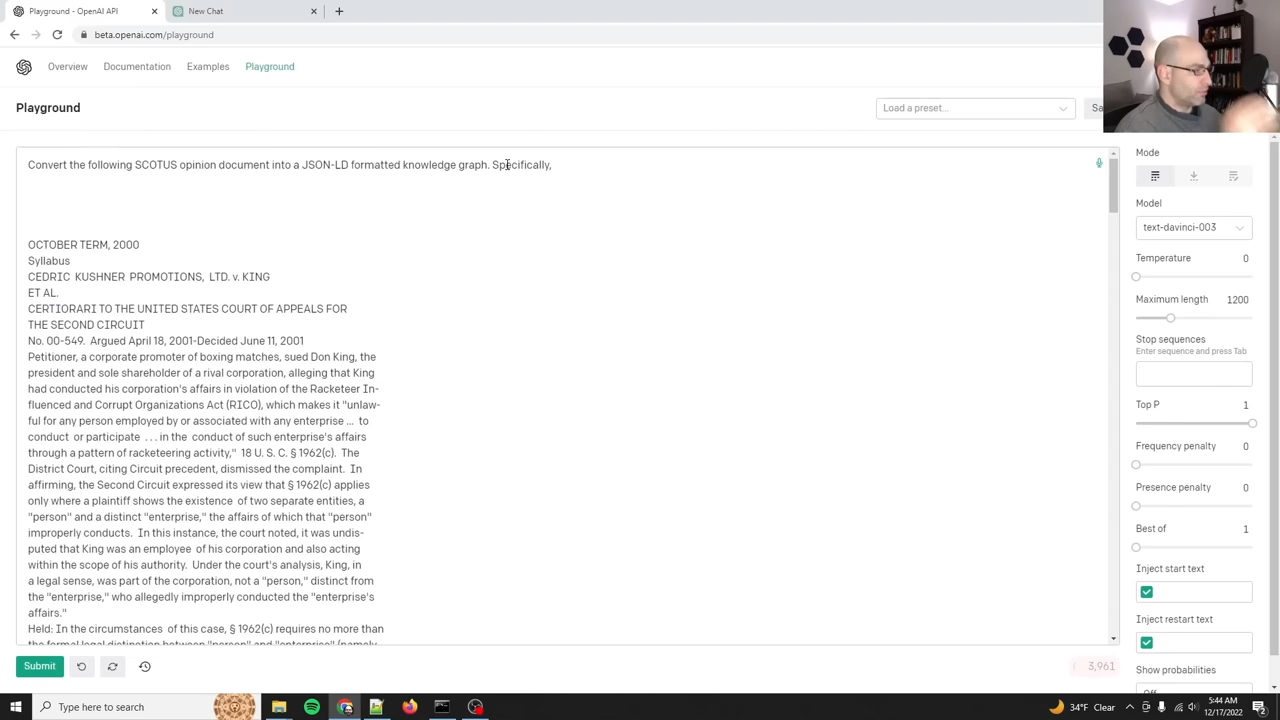 Playground - OpenAI API
New Chat
beta.openai.com/playground
Overview
Documentation
Examples
Playground
Playground
Load a preset...
Convert the following SCOTUS opinion document into a JSON-LD formatted knowledge graph. Specifically,
OCTOBER TERM, 2000
Syllabus
CEDRIC KUSHNER PROMOTIONS, LTD. v. KING
ET AL.
CERTIORARI TO THE UNITED STATES COURT OF APPEALS FOR
THE SECOND CIRCUIT
No. 00-549. Argued April 18, 2001-Decided June 11, 2001
Petitioner, a corporate promoter of boxing matches, sued Don King, the
president and sole shareholder of a rival corporation, alleging that King
had conducted his corporation's affairs in violation of the Racketeer In-
fluenced and Corrupt Organizations Act (RICO), which makes it "unlaw-
ful for any person employed by or associated with any enterprise ... to
conduct or participate . . . in the conduct of such enterprise's affairs
through a pattern of racketeering activity," 18 U. S. C. § 1962(c). The
District Court, citing Circuit precedent, dismissed the complaint. In
affirming, the Second Circuit expressed its view that § 1962(c) applies
only where a plaintiff shows the existence of two separate entities, a
"person" and a distinct "enterprise," the affairs of which that "person"
improperly conducts. In this instance, the court noted, it was undis-
puted that King was an employee of his corporation and also acting
within the scope of his authority. Under the court's analysis, King, in
a legal sense, was part of the corporation, not a "person," distinct from
the "enterprise," who allegedly improperly conducted the "enterprise's
affairs."
Held: In the circumstances of this case, § 1962(c) requires no more than
the formal legal distinction between "person" and "enterprise" (namely,
Submit
3,961
Mode
Model
text-davinci-003
Temperature 0
Maximum length 1200
Stop sequences
Enter sequence and press Tab
Top P 1
Frequency penalty 0
Presence penalty 0
Best of 1
Inject start text
Inject restart text
Show probabilities
Type here to search
34°F Clear
5:44 AM
12/17/2022